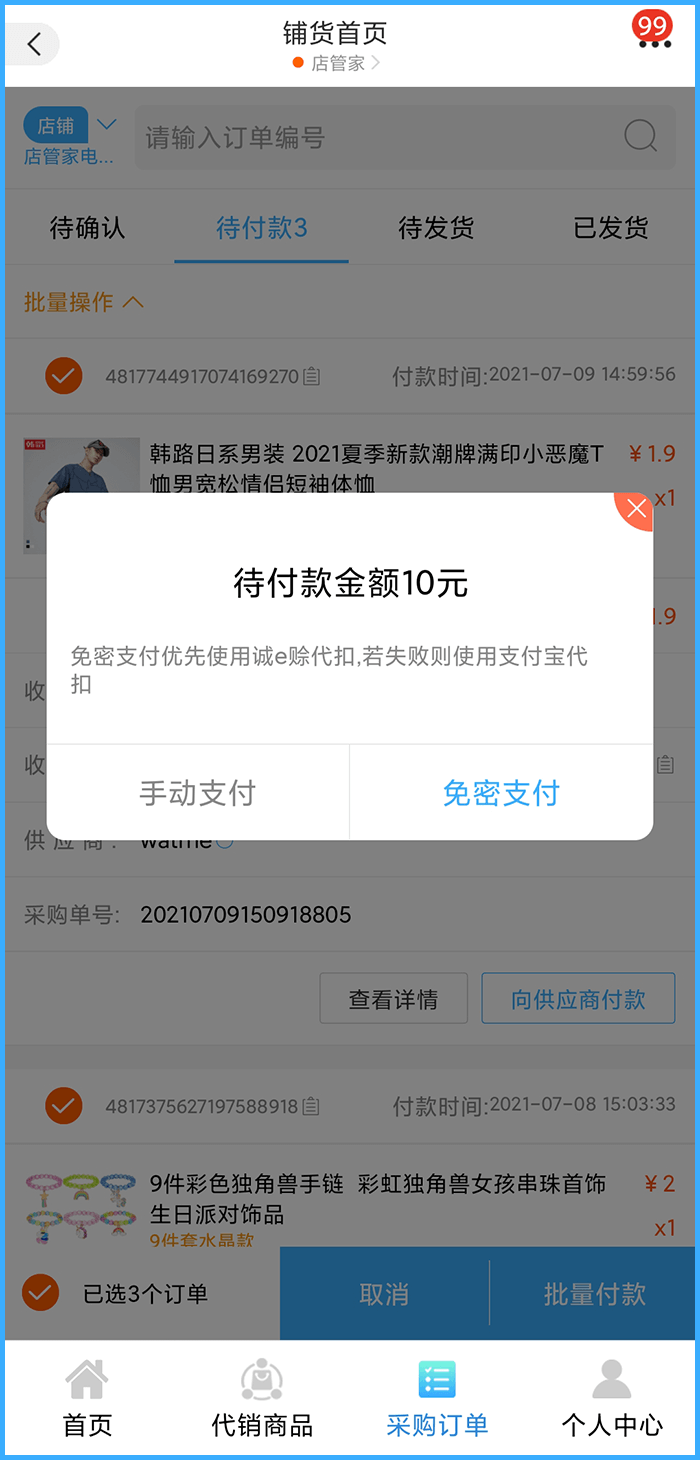 铺货首页
99
店管家
店铺
店管家电...
请输入订单编号
待确认
待付款3
待发货
已发货
批量操作
4817744917074169270
付款时间:2021-07-09 14:59:56
韩路日系男装 2021夏季新款潮牌满印小恶魔T
¥1.9
恤男宽松情侣短袖体恤
x1
待付款金额10元
.9
免密支付优先使用诚e赊代扣,若失败则使用支付宝代
扣
收
收
手动支付
免密支付
供 应 商 :
watme
采购单号:
20210709150918805
查看详情
向供应商付款
4817375627197588918
付款时间:2021-07-08 15:03:33
9件彩色独角兽手链 彩虹独角兽女孩串珠首饰
¥2
生日派对饰品
x1
9件套水晶款
已选3个订单
取消
批量付款
首页
代销商品
采购订单
个人中心